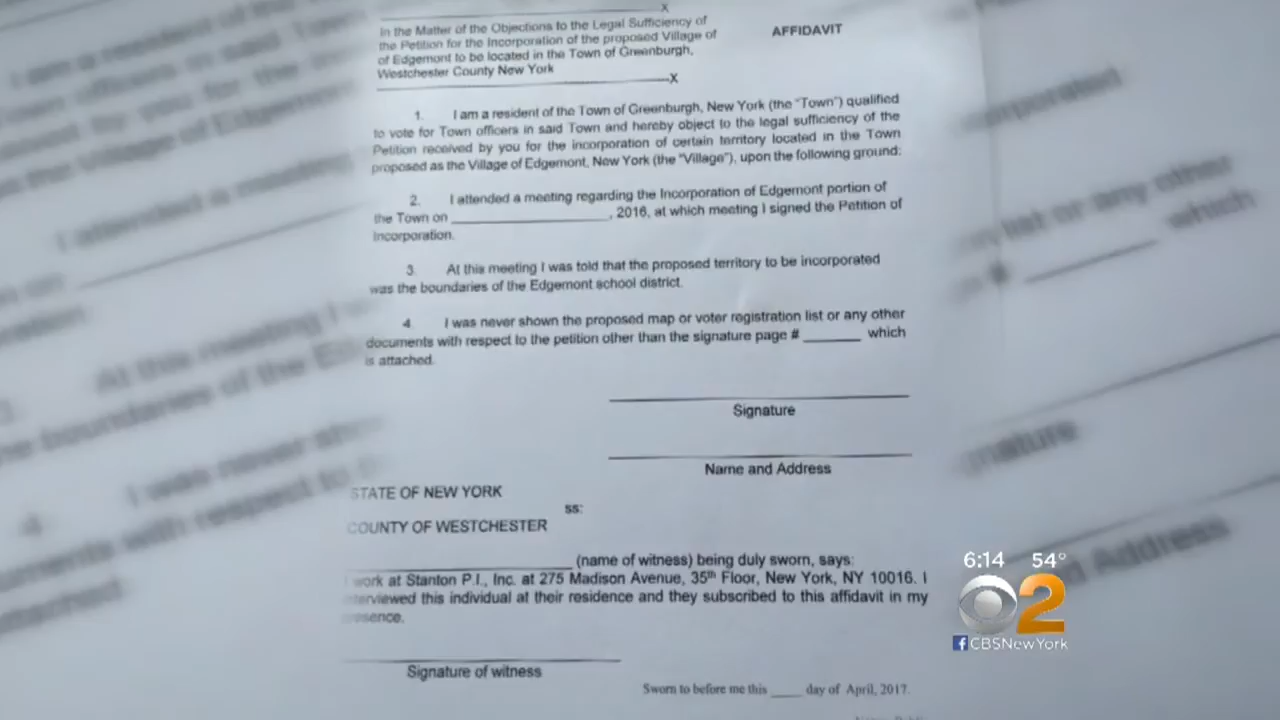 X
In the Matter of the Objections to the Legal Sufficiency of
the Petition for the Incorporation of the proposed Village of
of Edgemont to be located in the Town of Greenburgh,
Westchester County New York
X
AFFIDAVIT
1. I am a resident of the Town of Greenburgh, New York (the "Town") qualified
to vote for Town officers in said Town and hereby object to the legal sufficiency of the
Petition received by you for the incorporation of certain territory located in the Town
proposed as the Village of Edgemont, New York (the "Village"), upon the following ground:
2. I attended a meeting regarding the Incorporation of Edgemont portion of
the Town on ____________, 2016, at which meeting I signed the Petition of
Incorporation.
3. At this meeting I was told that the proposed territory to be incorporated
was the boundaries of the Edgemont school district.
4 I was never shown the proposed map or voter registration list or any other
documents with respect to the petition other than the signature page # ______ which
is attached.
Signature
Name and Address
STATE OF NEW YORK
ss:
COUNTY OF WESTCHESTER
____________ (name of witness) being duly sworn, says:
I work at Stanton P.I., Inc. at 275 Madison Avenue, 35th Floor, New York, NY 10016. I
interviewed this individual at their residence and they subscribed to this affidavit in my
presence.
Signature of witness
Sworn to before me this ____ day of April, 2017.
6:14 54°
2
CBSNewYork